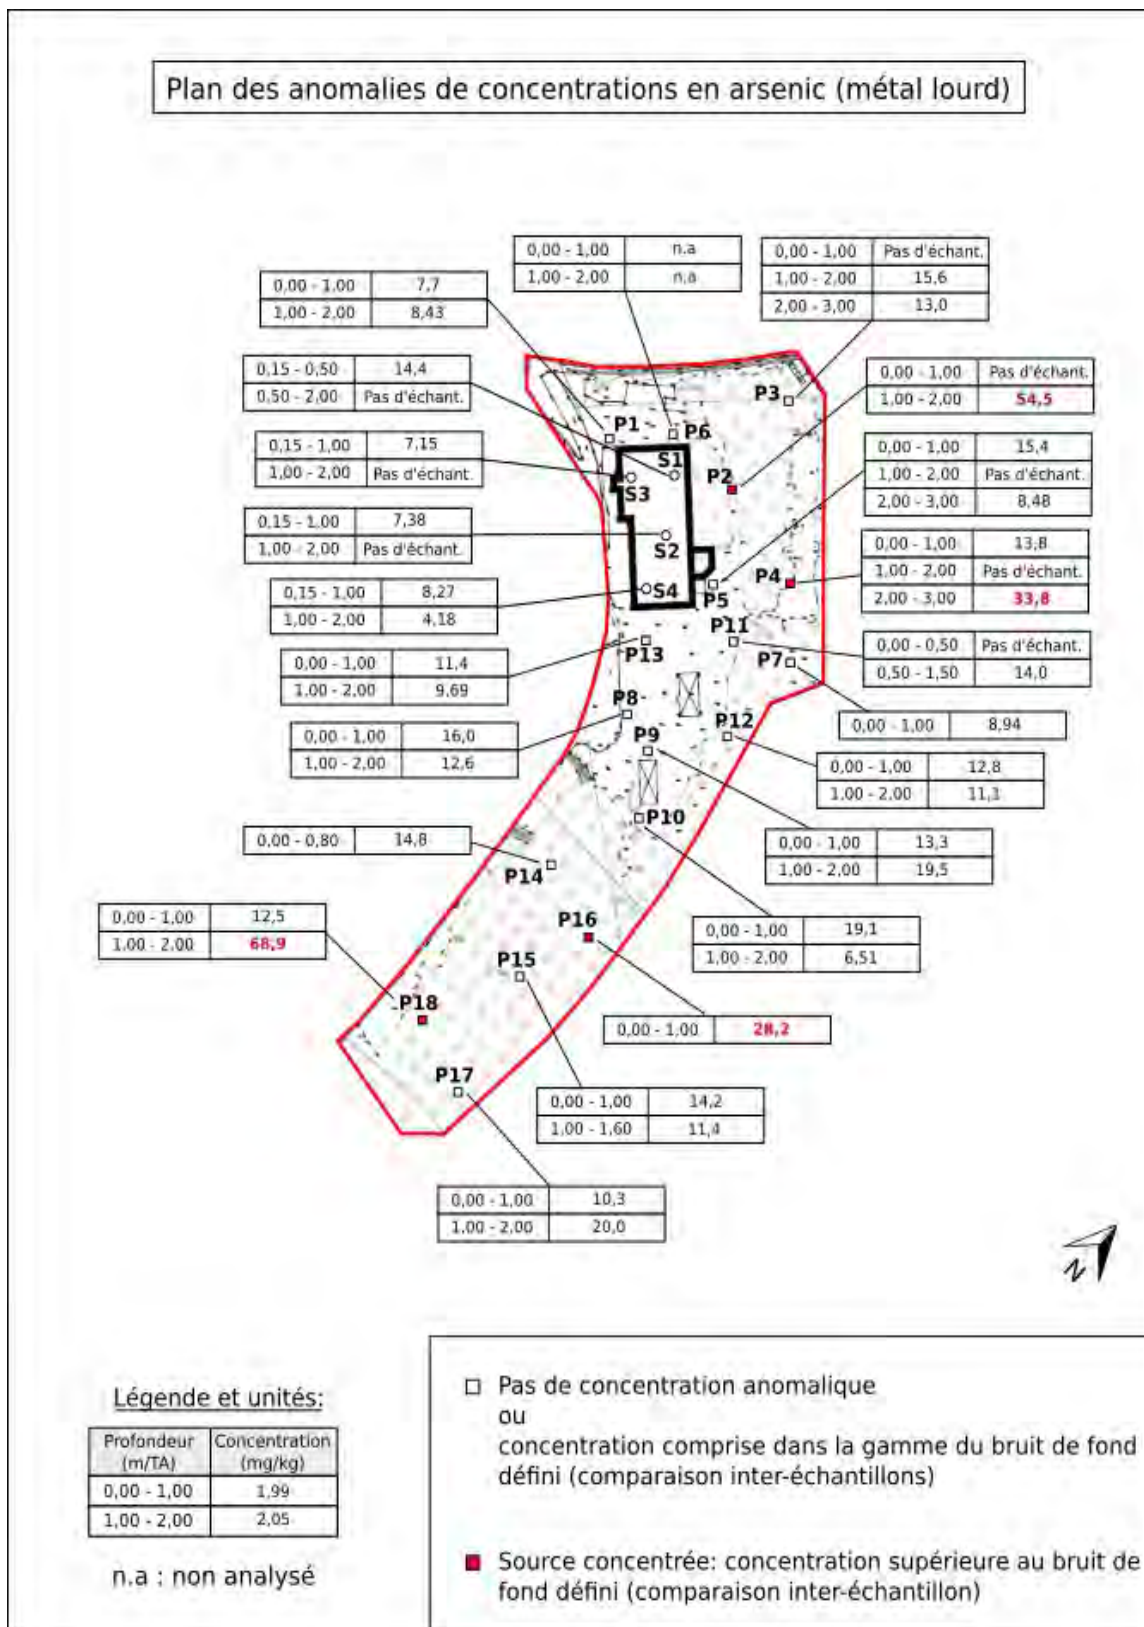 Plan des anomalies de concentrations en arsenic (métal lourd)
0,00 - 1,00 n.a
1,00 - 2,00 n.a
0,00 - 1,00 Pas d'échant.
1,00 - 2,00 15,6
2,00 - 3,00 13,0
0,00 - 1,00 7,7
1,00 - 2,00 8,43
0,15 - 0,50 14,4
0,50 - 2,00 Pas d'échant.
0,00 - 1,00 Pas d'échant.
1,00 - 2,00 54,5
P3
P1
P6
0,15 - 1,00 7,15
1,00 - 2,00 Pas d'échant.
0,00 - 1,00 15,4
1,00 - 2,00 Pas d'échant.
2,00 - 3,00 8,48
S1
S3
P2
0,15 - 1,00 7,38
1,00 - 2,00 Pas d'échant.
0,00 - 1,00 13,8
1,00 - 2,00 Pas d'échant.
2,00 - 3,00 33,8
S2
S4
P5
P4
0,15 - 1,00 8,27
1,00 - 2,00 4,18
0,00 - 0,50 Pas d'échant.
0,50 - 1,50 14,0
P13
P11
P7
0,00 - 1,00 11,4
1,00 - 2,00 9,69
0,00 - 1,00 8,94
P8
P9
P12
0,00 - 1,00 16,0
1,00 - 2,00 12,6
0,00 - 1,00 12,8
1,00 - 2,00 11,1
P10
0,00 - 0,80 14,8
0,00 - 1,00 13,3
1,00 - 2,00 19,5
P14
P16
0,00 - 1,00 12,5
1,00 - 2,00 68,9
0,00 - 1,00 19,1
1,00 - 2,00 6,51
P15
P18
0,00 - 1,00 28,2
P17
0,00 - 1,00 14,2
1,00 - 1,60 11,4
0,00 - 1,00 10,3
1,00 - 2,00 20,0
N
Légende et unités:
Profondeur (m/TA) Concentration (mg/kg)
0,00 - 1,00 1,99
1,00 - 2,00 2,05
n.a : non analysé
Pas de concentration anomalique
ou
concentration comprise dans la gamme du bruit de fond
défini (comparaison inter-échantillons)
Source concentrée: concentration supérieure au bruit de
fond défini (comparaison inter-échantillon)